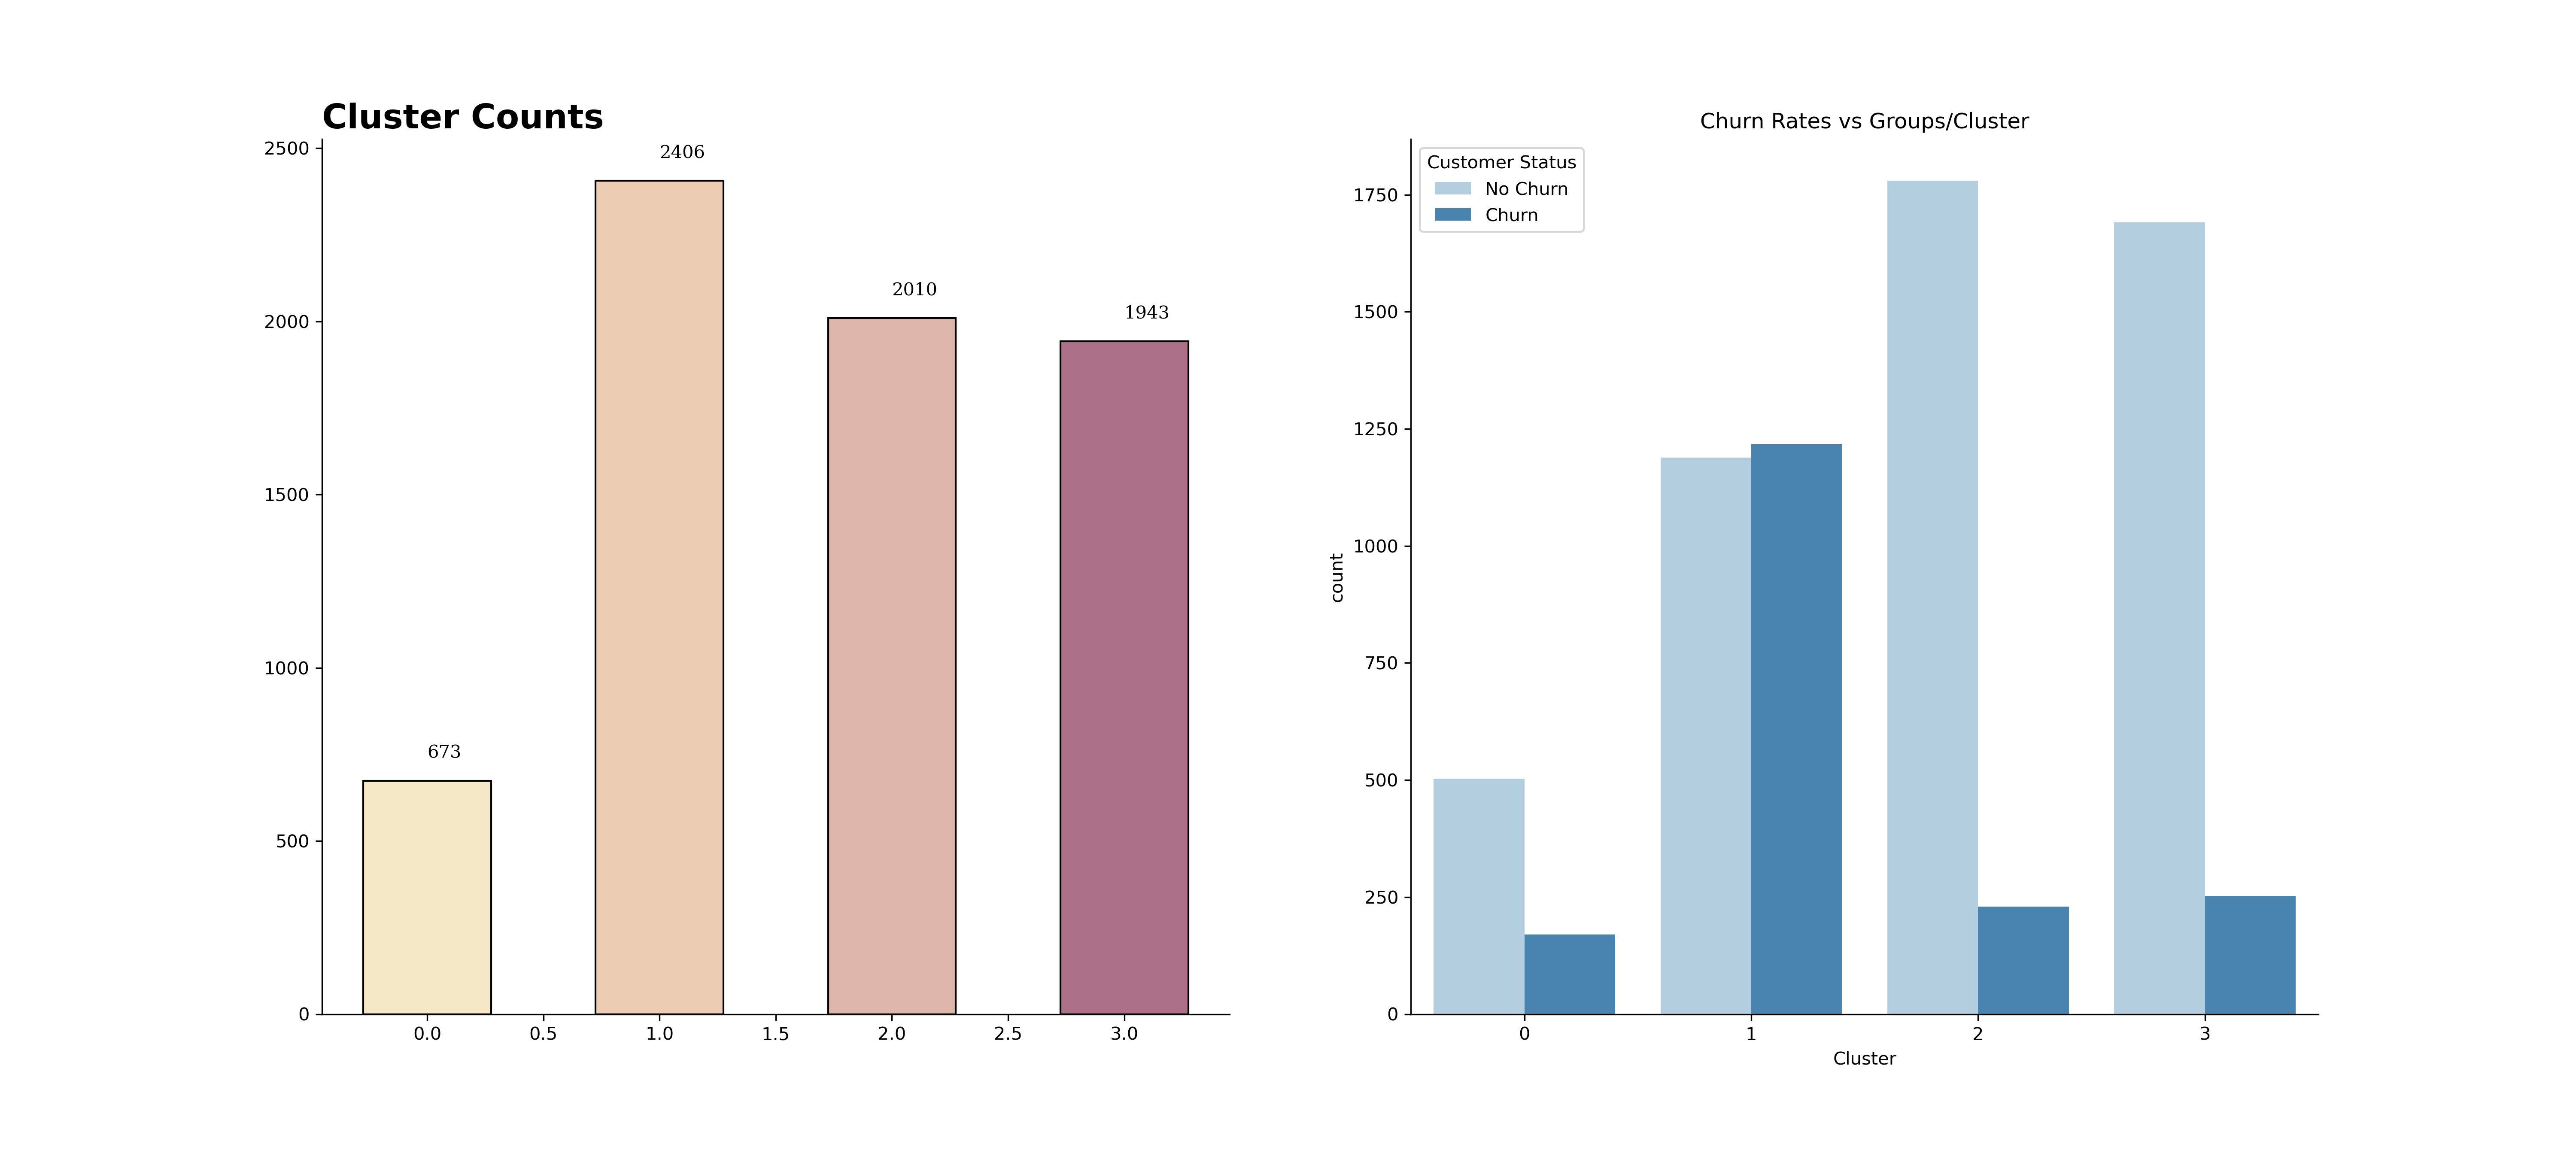 Cluster Counts
2500
2000
1500
1000
500
0
673
2406
2010
1943
0.0 0.5 1.0 1.5 2.0 2.5 3.0
Churn Rates vs Groups/Cluster
Customer Status
No Churn
Churn
count
1750
1500
1250
1000
750
500
250
0
0 1 2 3
Cluster